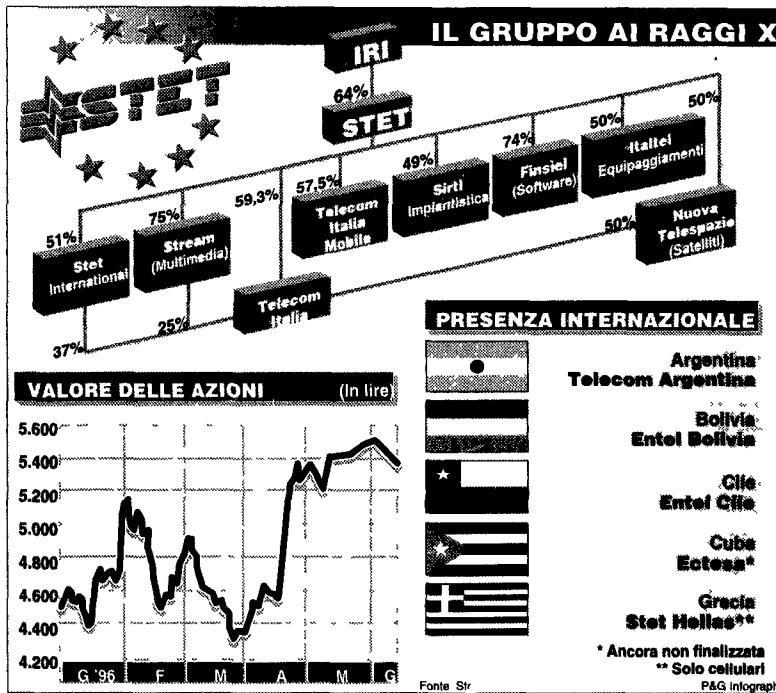 IL GRUPPO AI RAGGI X
STET
IRI
64%
STET
51%
Stet
International
75%
Stream
(Multimedia)
59,3%
Telecom
Italia
57,5%
Telecom
Italia
Mobile
49%
Sirti
Impiantistica
74%
Finsiel
(Software)
50%
Italtel
Equipaggiamenti
50%
Nuova
Telespazio
(Satelliti)
50%
37%
25%
VALORE DELLE AZIONI (In lire)
5.600
5.400
5.200
5.000
4.800
4.600
4.400
4.200
G '96 F M A M G
PRESENZA INTERNAZIONALE
Argentina
Telecom Argentina
Bolivia
Entel Bolivia
Cile
Entel Cile
Cuba
Ectesa*
Grecia
Stet Hellas**
* Ancora non finalizzata
** Solo cellulari
Fonte
P&G Infograph